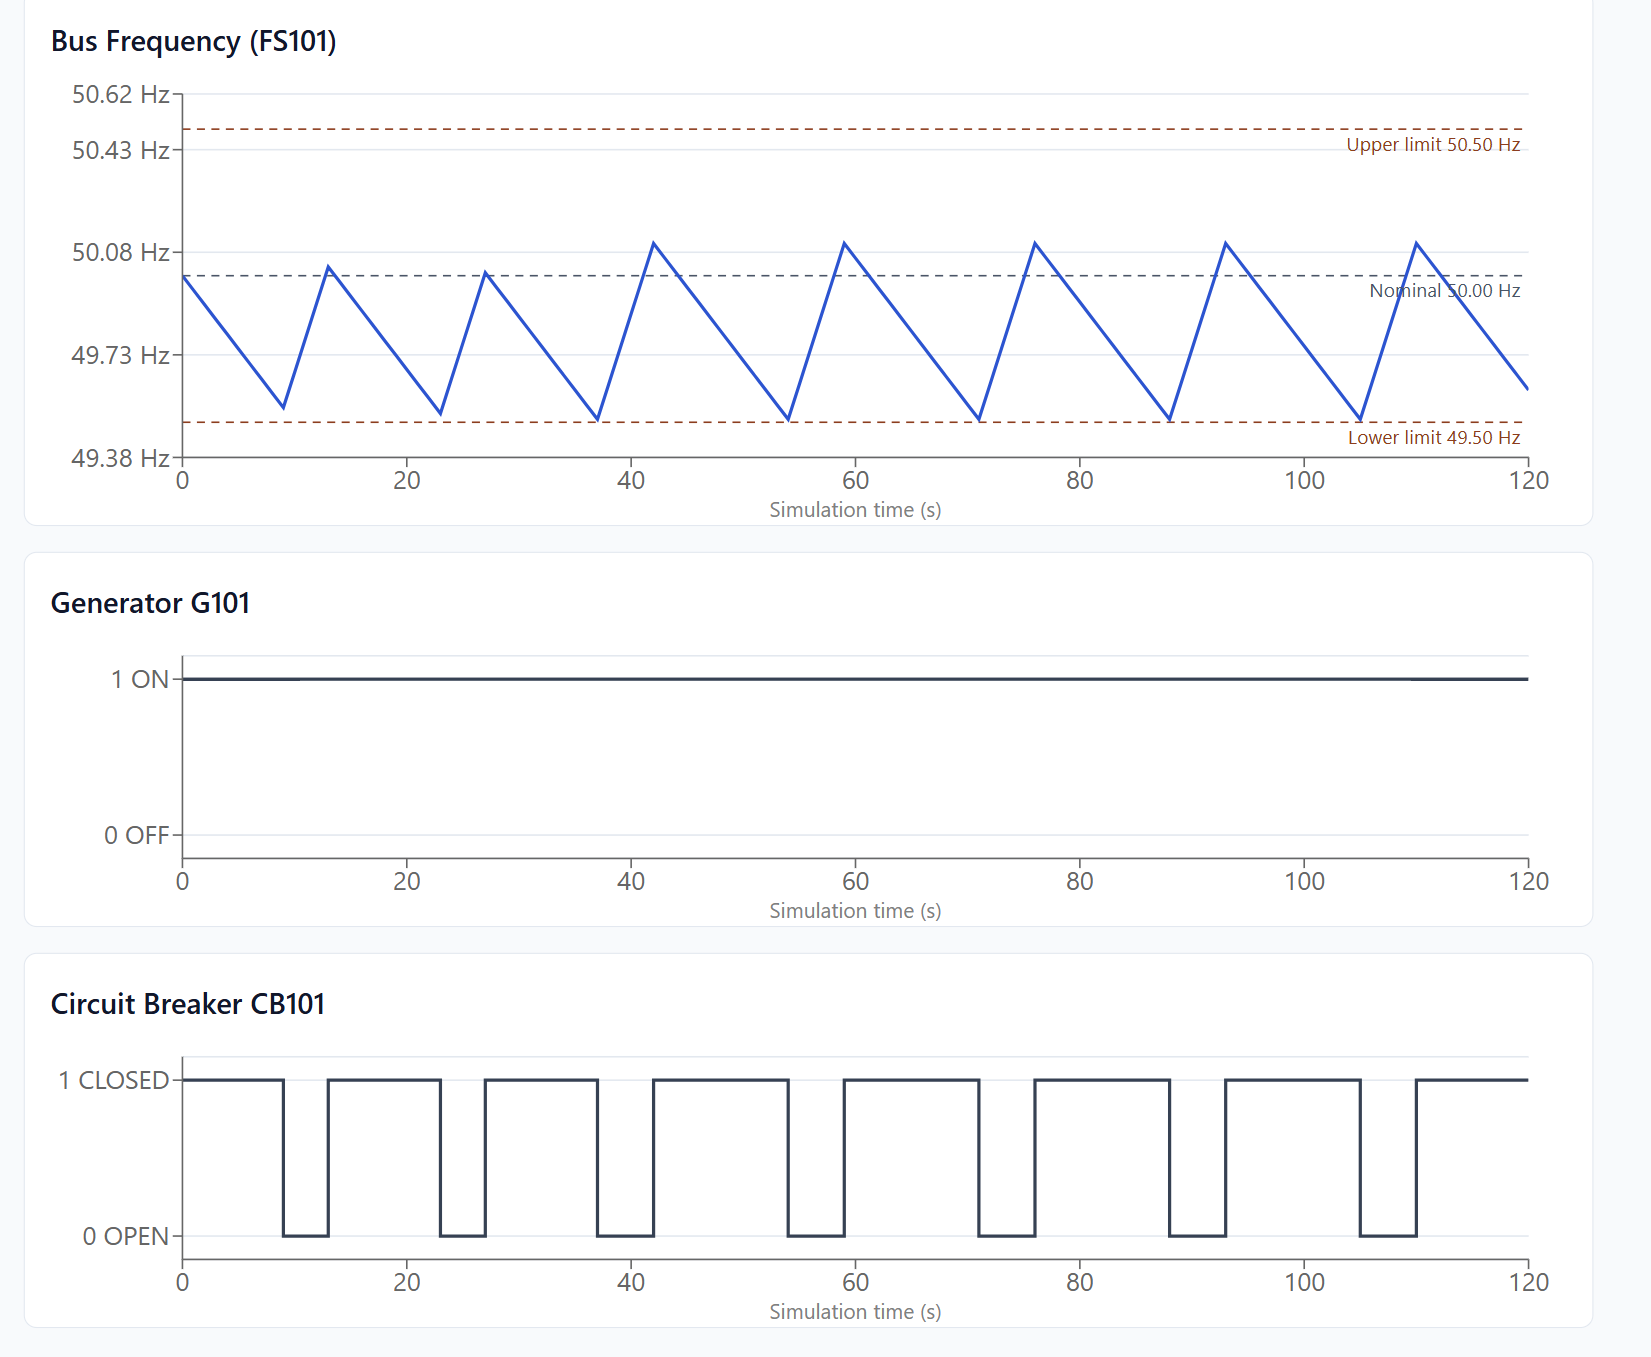 Bus Frequency (FS101)
50.62 Hz
50.43 Hz
Upper limit 50.50 Hz
50.08 Hz
Nominal 50.00 Hz
49.73 Hz
Lower limit 49.50 Hz
49.38 Hz
0 20 40 60 80 100 120
Simulation time (s)
Generator G101
1 ON
0 OFF
0 20 40 60 80 100 120
Simulation time (s)
Circuit Breaker CB101
1 CLOSED
0 OPEN
0 20 40 60 80 100 120
Simulation time (s)